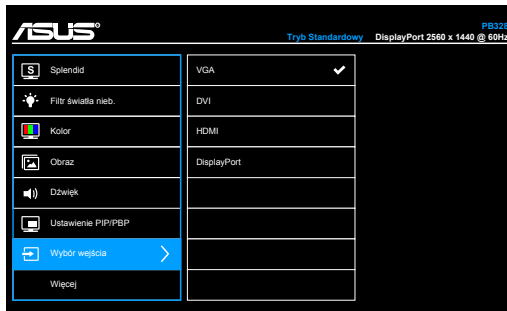 ASUS
PB328
Tryb Standardowy DisplayPort 2560 x 1440 @ 60Hz
S Splendid
VGA
Filtr światła nieb.
DVI
Kolor
HDMI
Obraz
DisplayPort
Dźwięk
Ustawienie PIP/PBP
Wybór wejścia
Więcej